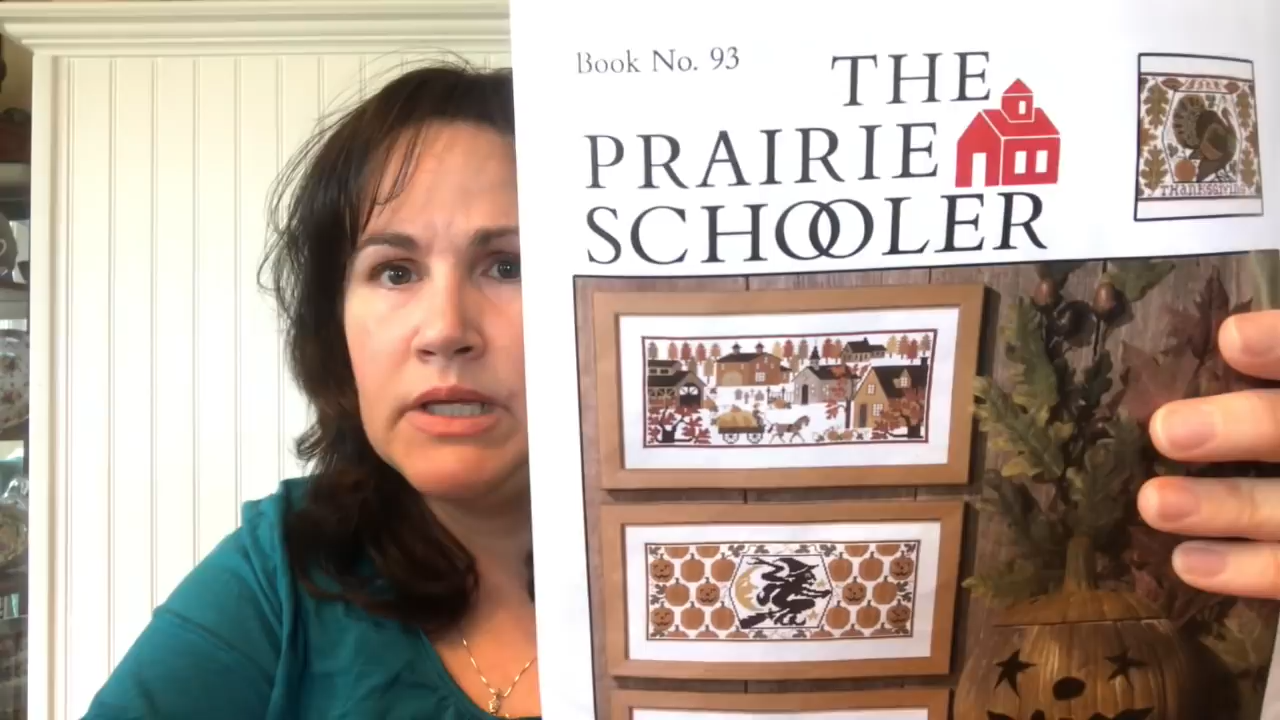 Book No. 93
THE
PRAIRIE
SCHOOLER
THANKSGIVING